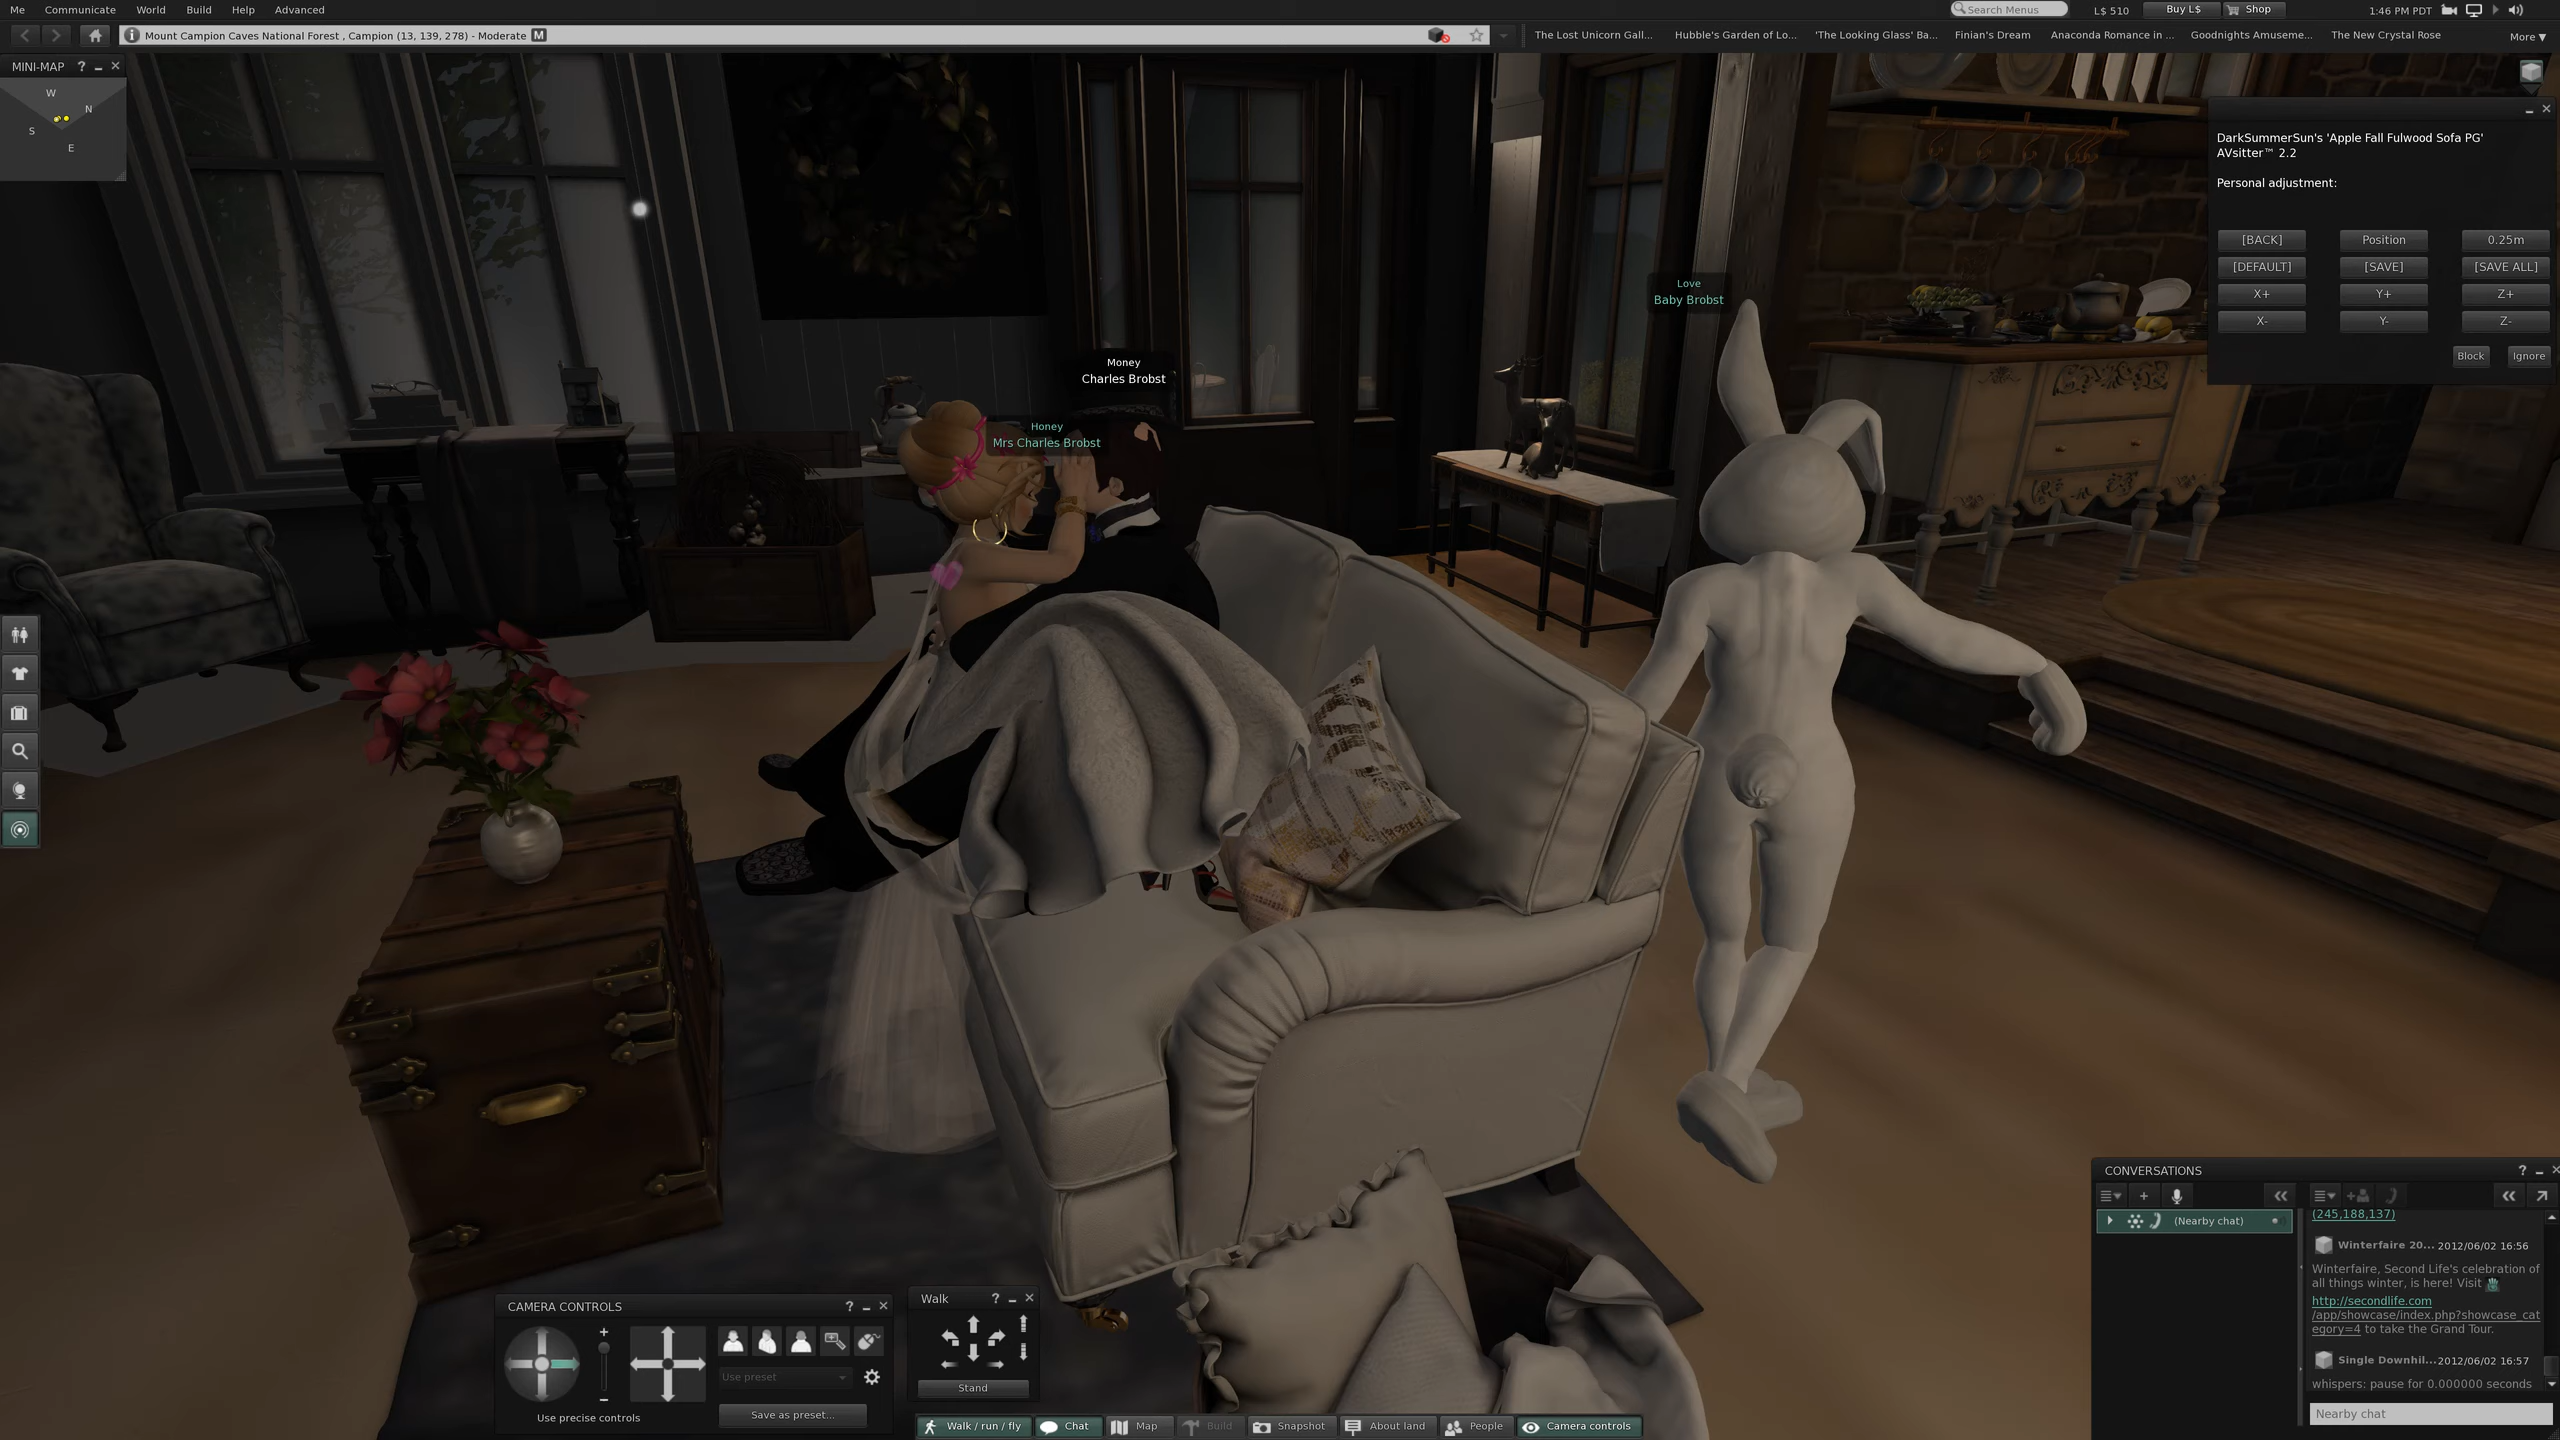 Me Communicate World Build Help Advanced
Search Menus L$ 510 Buy L$ Shop 1:46 PM PDT
Mount Campion Caves National Forest , Campion (13, 139, 278) - Moderate M
The Lost Unicorn Gall... Hubble's Garden of Lo... 'The Looking Glass' Ba... Finian's Dream Anaconda Romance in ... Goodnights Amuseme... The New Crystal Rose More ▼
MINI-MAP ?
W
N
S
E
DarkSummerSun's 'Apple Fall Fulwood Sofa PG'
AVsitter™ 2.2
Personal adjustment:
[BACK] Position 0.25m
[DEFAULT] [SAVE] [SAVE ALL]
X+ Y+ Z+
X- Y- Z-
Block Ignore
Love
Baby Brobst
Money
Charles Brobst
Honey
Mrs Charles Brobst
CONVERSATIONS ?
(Nearby chat)
(245,188,137)
Winterfaire 20... 2012/06/02 16:56
Winterfaire, Second Life's celebration of
all things winter, is here! Visit
http://secondlife.com
/app/showcase/index.php?showcase_cat
egory=4 to take the Grand Tour.
Single Downhil... 2012/06/02 16:57
whispers: pause for 0.000000 seconds
Nearby chat
CAMERA CONTROLS ?
Use preset
Use precise controls
Save as preset...
Walk ?
Stand
Walk / run / fly Chat Map Build Snapshot About land People Camera controls